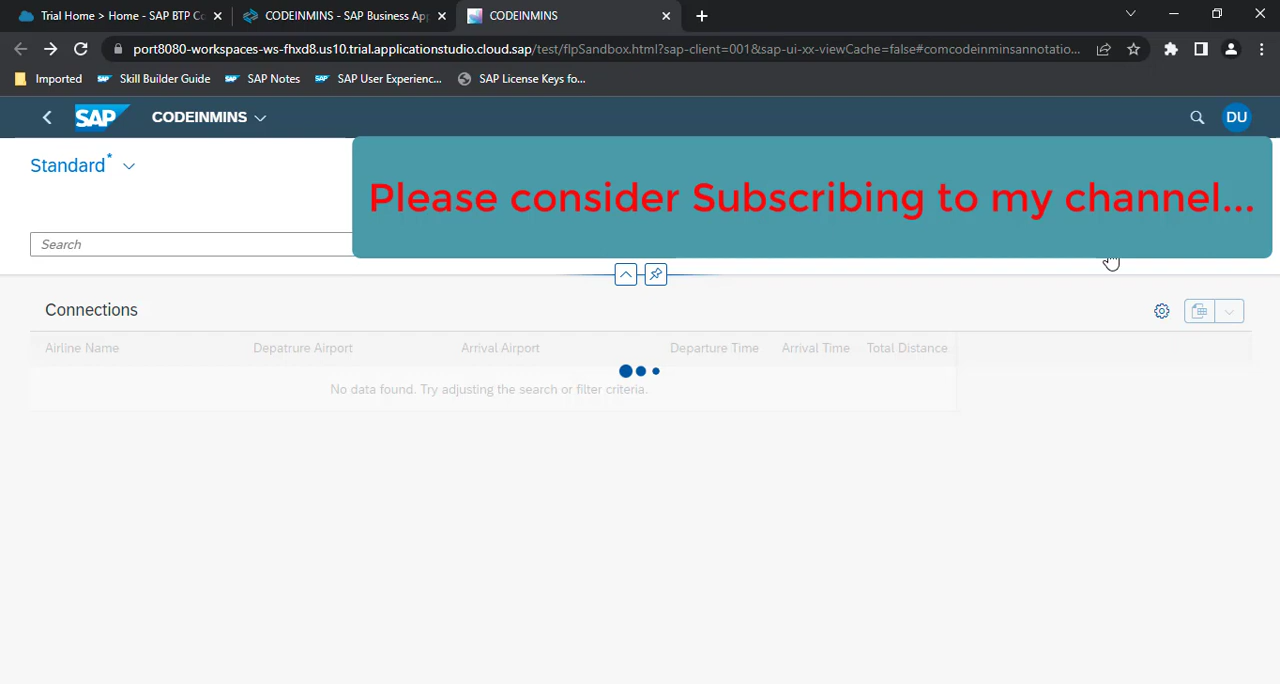 Trial Home > Home - SAP BTP Co
CODEINMINS - SAP Business App
CODEINMINS
port8080-workspaces-ws-fhxd8.us10.trial.applicationstudio.cloud.sap/test/flpSandbox.html?sap-client=001&sap-ui-xx-viewCache=false#comcodeinminsannotatio...
Imported
Skill Builder Guide
SAP Notes
SAP User Experienc...
SAP License Keys fo...
SAP
CODEINMINS
DU
Standard*
Please consider Subscribing to my channel...
Search
Connections
Airline Name
Depatrure Airport
Arrival Airport
Departure Time
Arrival Time
Total Distance
No data found. Try adjusting the search or filter criteria.